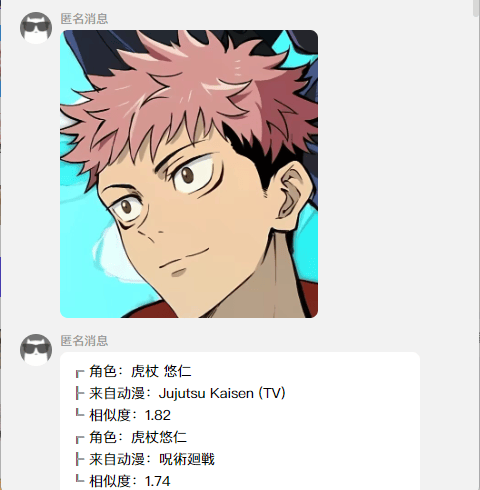 匿名消息
匿名消息
┏ 角色：虎杖 悠仁
┣ 来自动漫：Jujutsu Kaisen (TV)
┗ 相似度：1.82
┏ 角色：虎杖悠仁
┣ 来自动漫：呪術廻戦
┗ 相似度：1.74